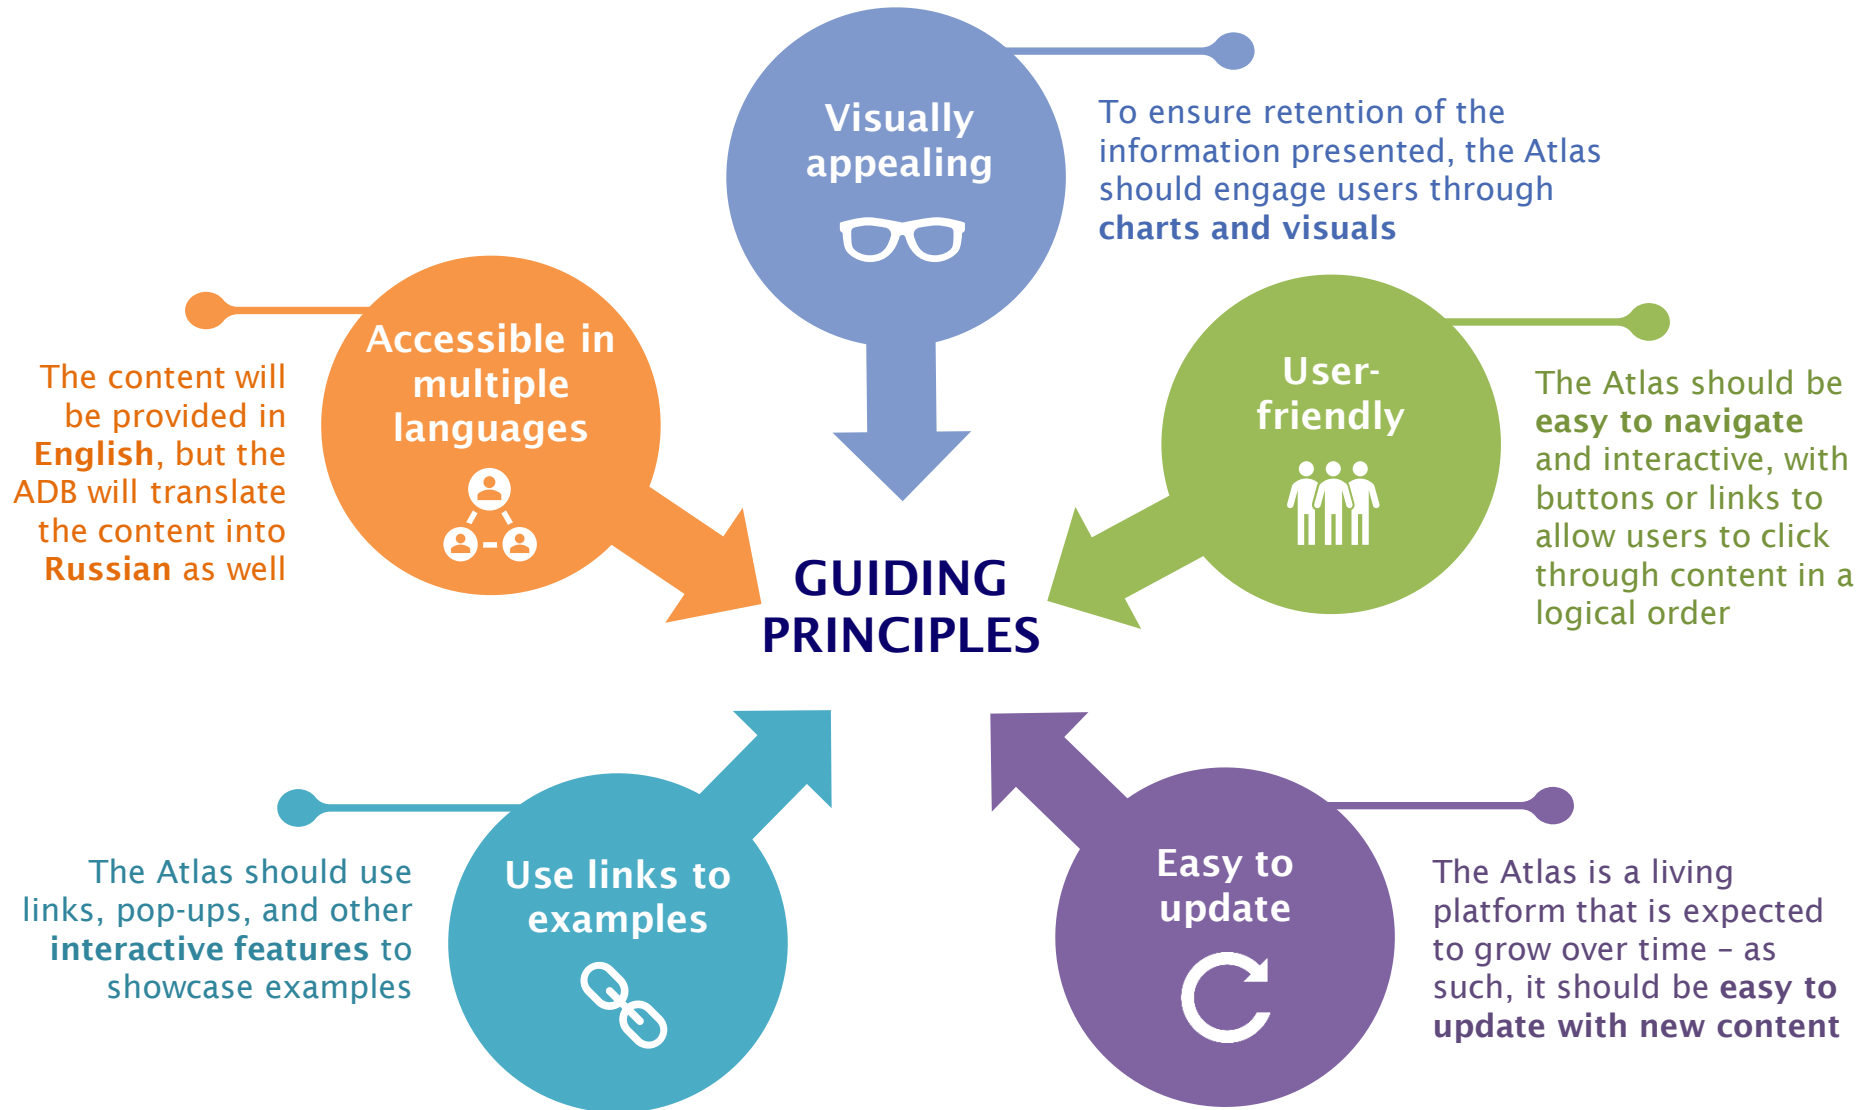 Visually
appealing
To ensure retention of the
information presented, the Atlas
should engage users through
charts and visuals
Accessible in
multiple
languages
The content will
be provided in
English, but the
ADB will translate
the content into
Russian as well
User-
friendly
The Atlas should be
easy to navigate
and interactive, with
buttons or links to
allow users to click
through content in a
logical order
GUIDING
PRINCIPLES
Use links to
examples
The Atlas should use
links, pop-ups, and other
interactive features to
showcase examples
Easy to
update
The Atlas is a living
platform that is expected
to grow over time – as
such, it should be easy to
update with new content